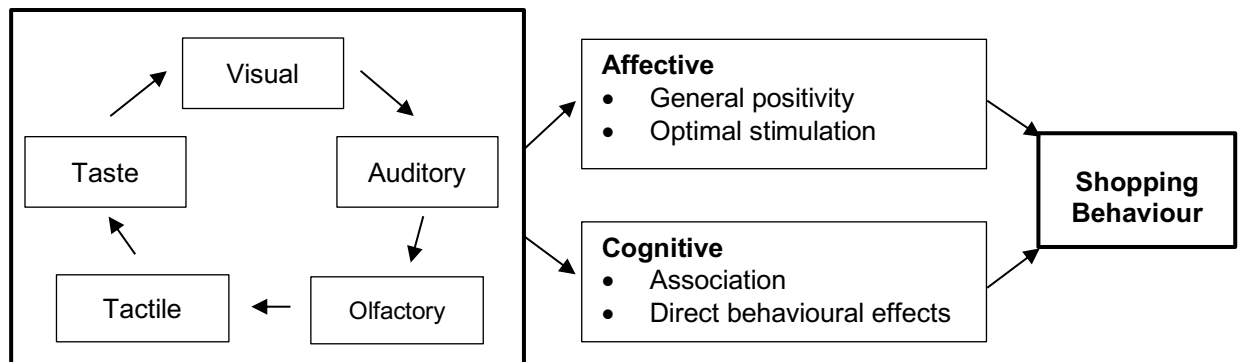 Visual
Taste
Auditory
Tactile
Olfactory
Affective
• General positivity
• Optimal stimulation
Cognitive
• Association
• Direct behavioural effects
Shopping
Behaviour